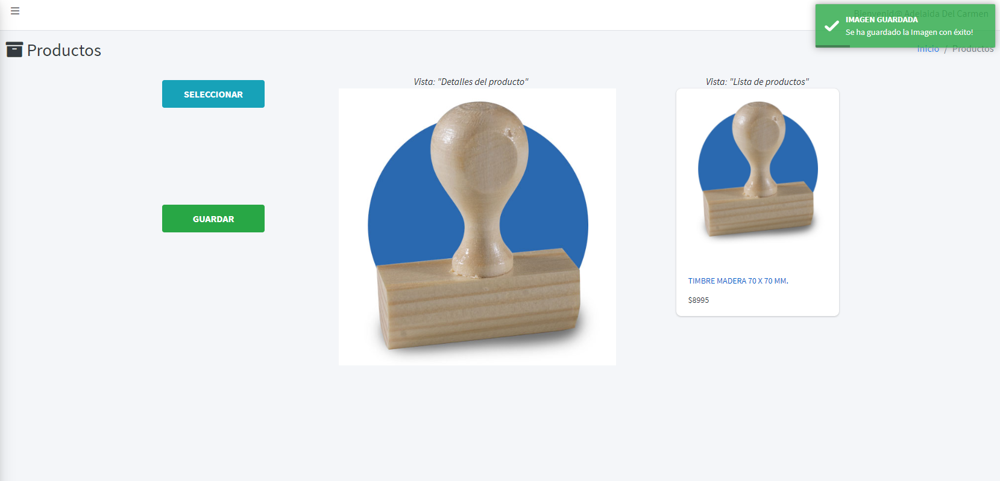 Bienvenid@ Adelaida Del Carmen
IMAGEN GUARDADA
Se ha guardado la Imagen con éxito!
Productos
Inicio / Productos
SELECCIONAR
GUARDAR
Vista: "Detalles del producto"
Vista: "Lista de productos"
TIMBRE MADERA 70 X 70 MM.
$8995